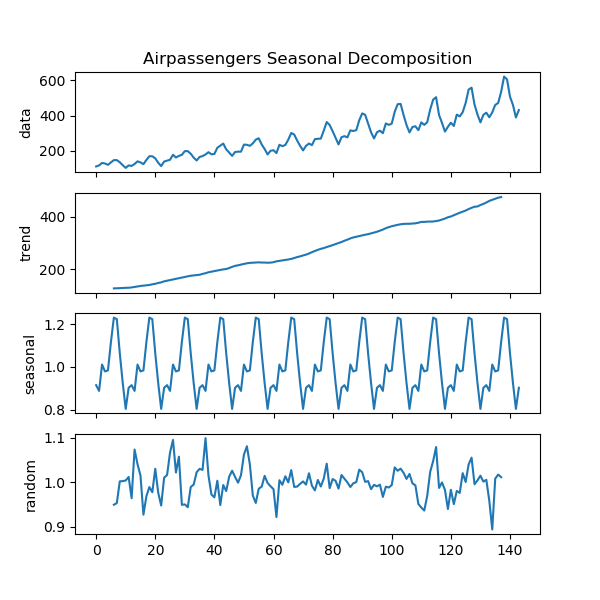 Airpassengers Seasonal Decomposition
600
400
200
data
400
200
trend
1.2
1.0
0.8
seasonal
1.1
1.0
0.9
random
0 20 40 60 80 100 120 140